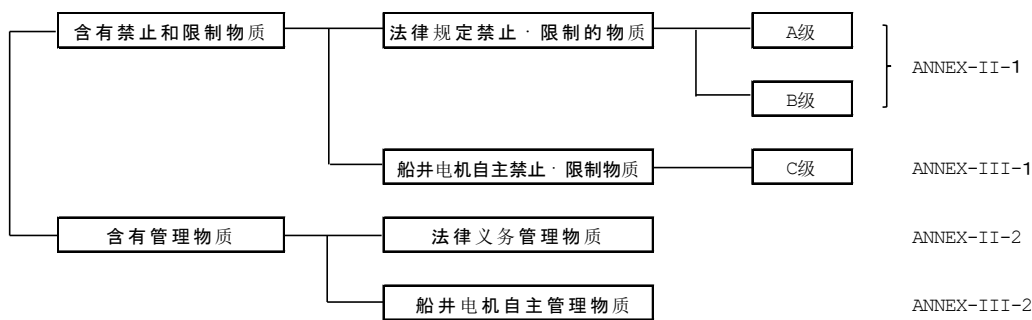 含有禁止和限制物质
法律规定禁止·限制的物质
A级
ANNEX-II-1
B级
船井电机自主禁止·限制物质
C级
ANNEX-III-1
含有管理物质
法律义务管理物质
ANNEX-II-2
船井电机自主管理物质
ANNEX-III-2